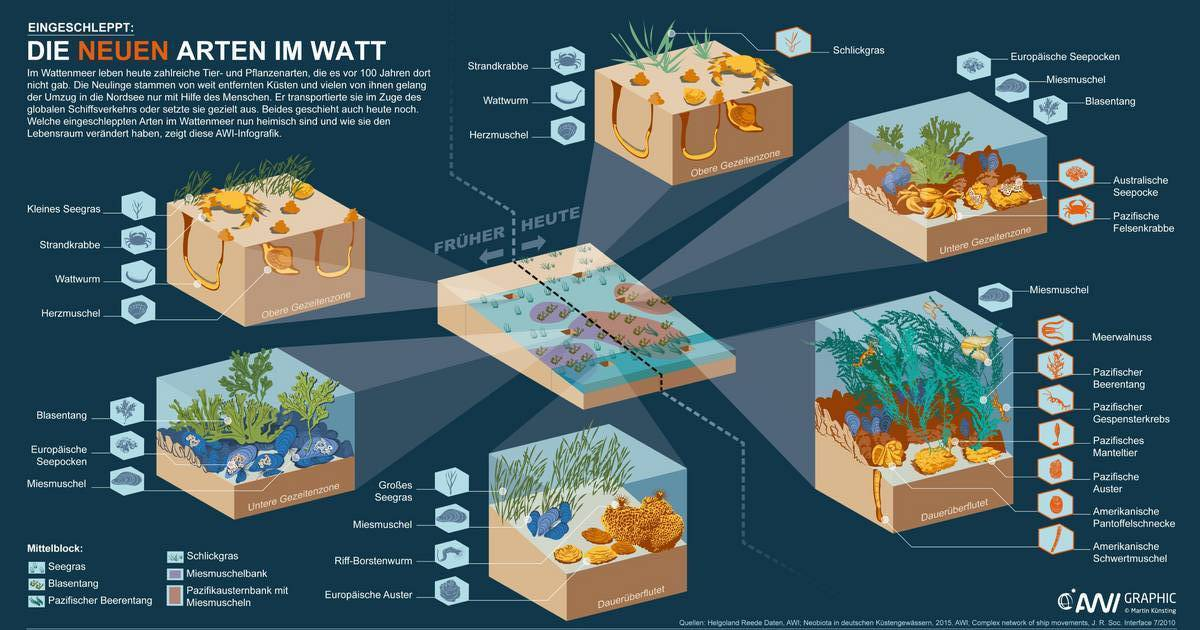 EINGESCHLEPPT:
DIE NEUEN ARTEN IM WATT
Im Wattenmeer leben heute zahlreiche Tier- und Pflanzenarten, die es vor 100 Jahren dort
nicht gab. Die Neulinge stammen von weit entfernten Küsten und vielen von ihnen gelang
der Umzug in die Nordsee nur mit Hilfe des Menschen. Er transportierte sie im Zuge des
globalen Schiffsverkehrs oder setzte sie gezielt aus. Beides geschieht auch heute noch.
Welche eingeschleppten Arten im Wattenmeer nun heimisch sind und wie sie den
Lebensraum verändert haben, zeigt diese AWI-Infografik.
Kleines Seegras
Strandkrabbe
Wattwurm
Herzmuschel
Obere Gezeitenzone
Blasentang
Europäische
Seepocken
Miesmuschel
Untere Gezeitenzone
Großes
Seegras
Miesmuschel
Riff-Borstenwurm
Europäische Auster
Dauerüberflutet
FRÜHER
HEUTE
Strandkrabbe
Wattwurm
Herzmuschel
Schlickgras
Obere Gezeitenzone
Europäische Seepocken
Miesmuschel
Blasentang
Australische
Seepocke
Pazifische
Felsenkrabbe
Untere Gezeitenzone
Miesmuschel
Meerwalnuss
Pazifischer
Beerentang
Pazifischer
Gespensterkrebs
Pazifisches
Manteltier
Pazifische
Auster
Amerikanische
Pantoffelschnecke
Amerikanische
Schwertmuschel
Dauerüberflutet
Mittelblock:
Seegras
Blasentang
Pazifischer Beerentang
Schlickgras
Miesmuschelbank
Pazifikausternbank mit
Miesmuscheln
AWI GRAPHIC
© Martin Künsting
Quellen: Helgoland Reede Daten, AWI; Neobiota in deutschen Küstengewässern, 2015, AWI; Complex network of ship movements, J. R. Soc. Interface 7/2010